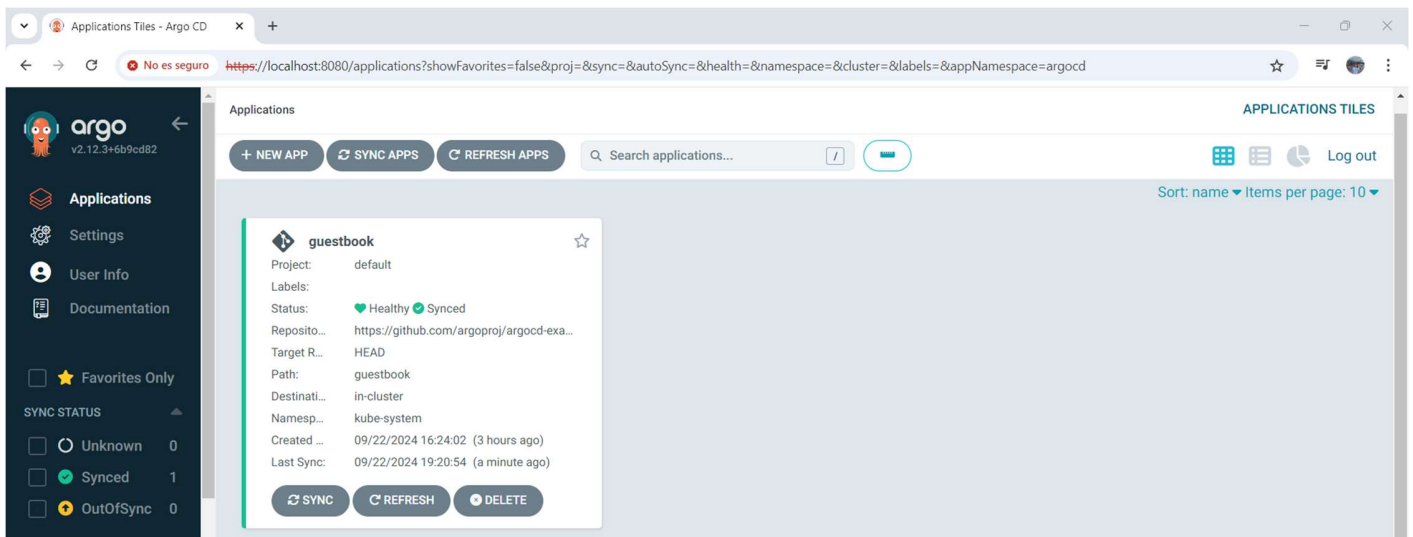 Applications Tiles - Argo CD
No es seguro https://localhost:8080/applications?showFavorites=false&proj=&sync=&autoSync=&health=&namespace=&cluster=&labels=&appNamespace=argocd
argo
v2.12.3+6b9cd82
Applications
Settings
User Info
Documentation
Favorites Only
SYNC STATUS
Unknown 0
Synced 1
OutOfSync 0
Applications APPLICATIONS TILES
+ NEW APP SYNC APPS REFRESH APPS Search applications... / Log out
Sort: name Items per page: 10
guestbook
Project: default
Labels:
Status: Healthy Synced
Reposito... https://github.com/argoproj/argocd-exa...
Target R... HEAD
Path: guestbook
Destinati... in-cluster
Namesp... kube-system
Created ... 09/22/2024 16:24:02 (3 hours ago)
Last Sync: 09/22/2024 19:20:54 (a minute ago)
SYNC REFRESH DELETE